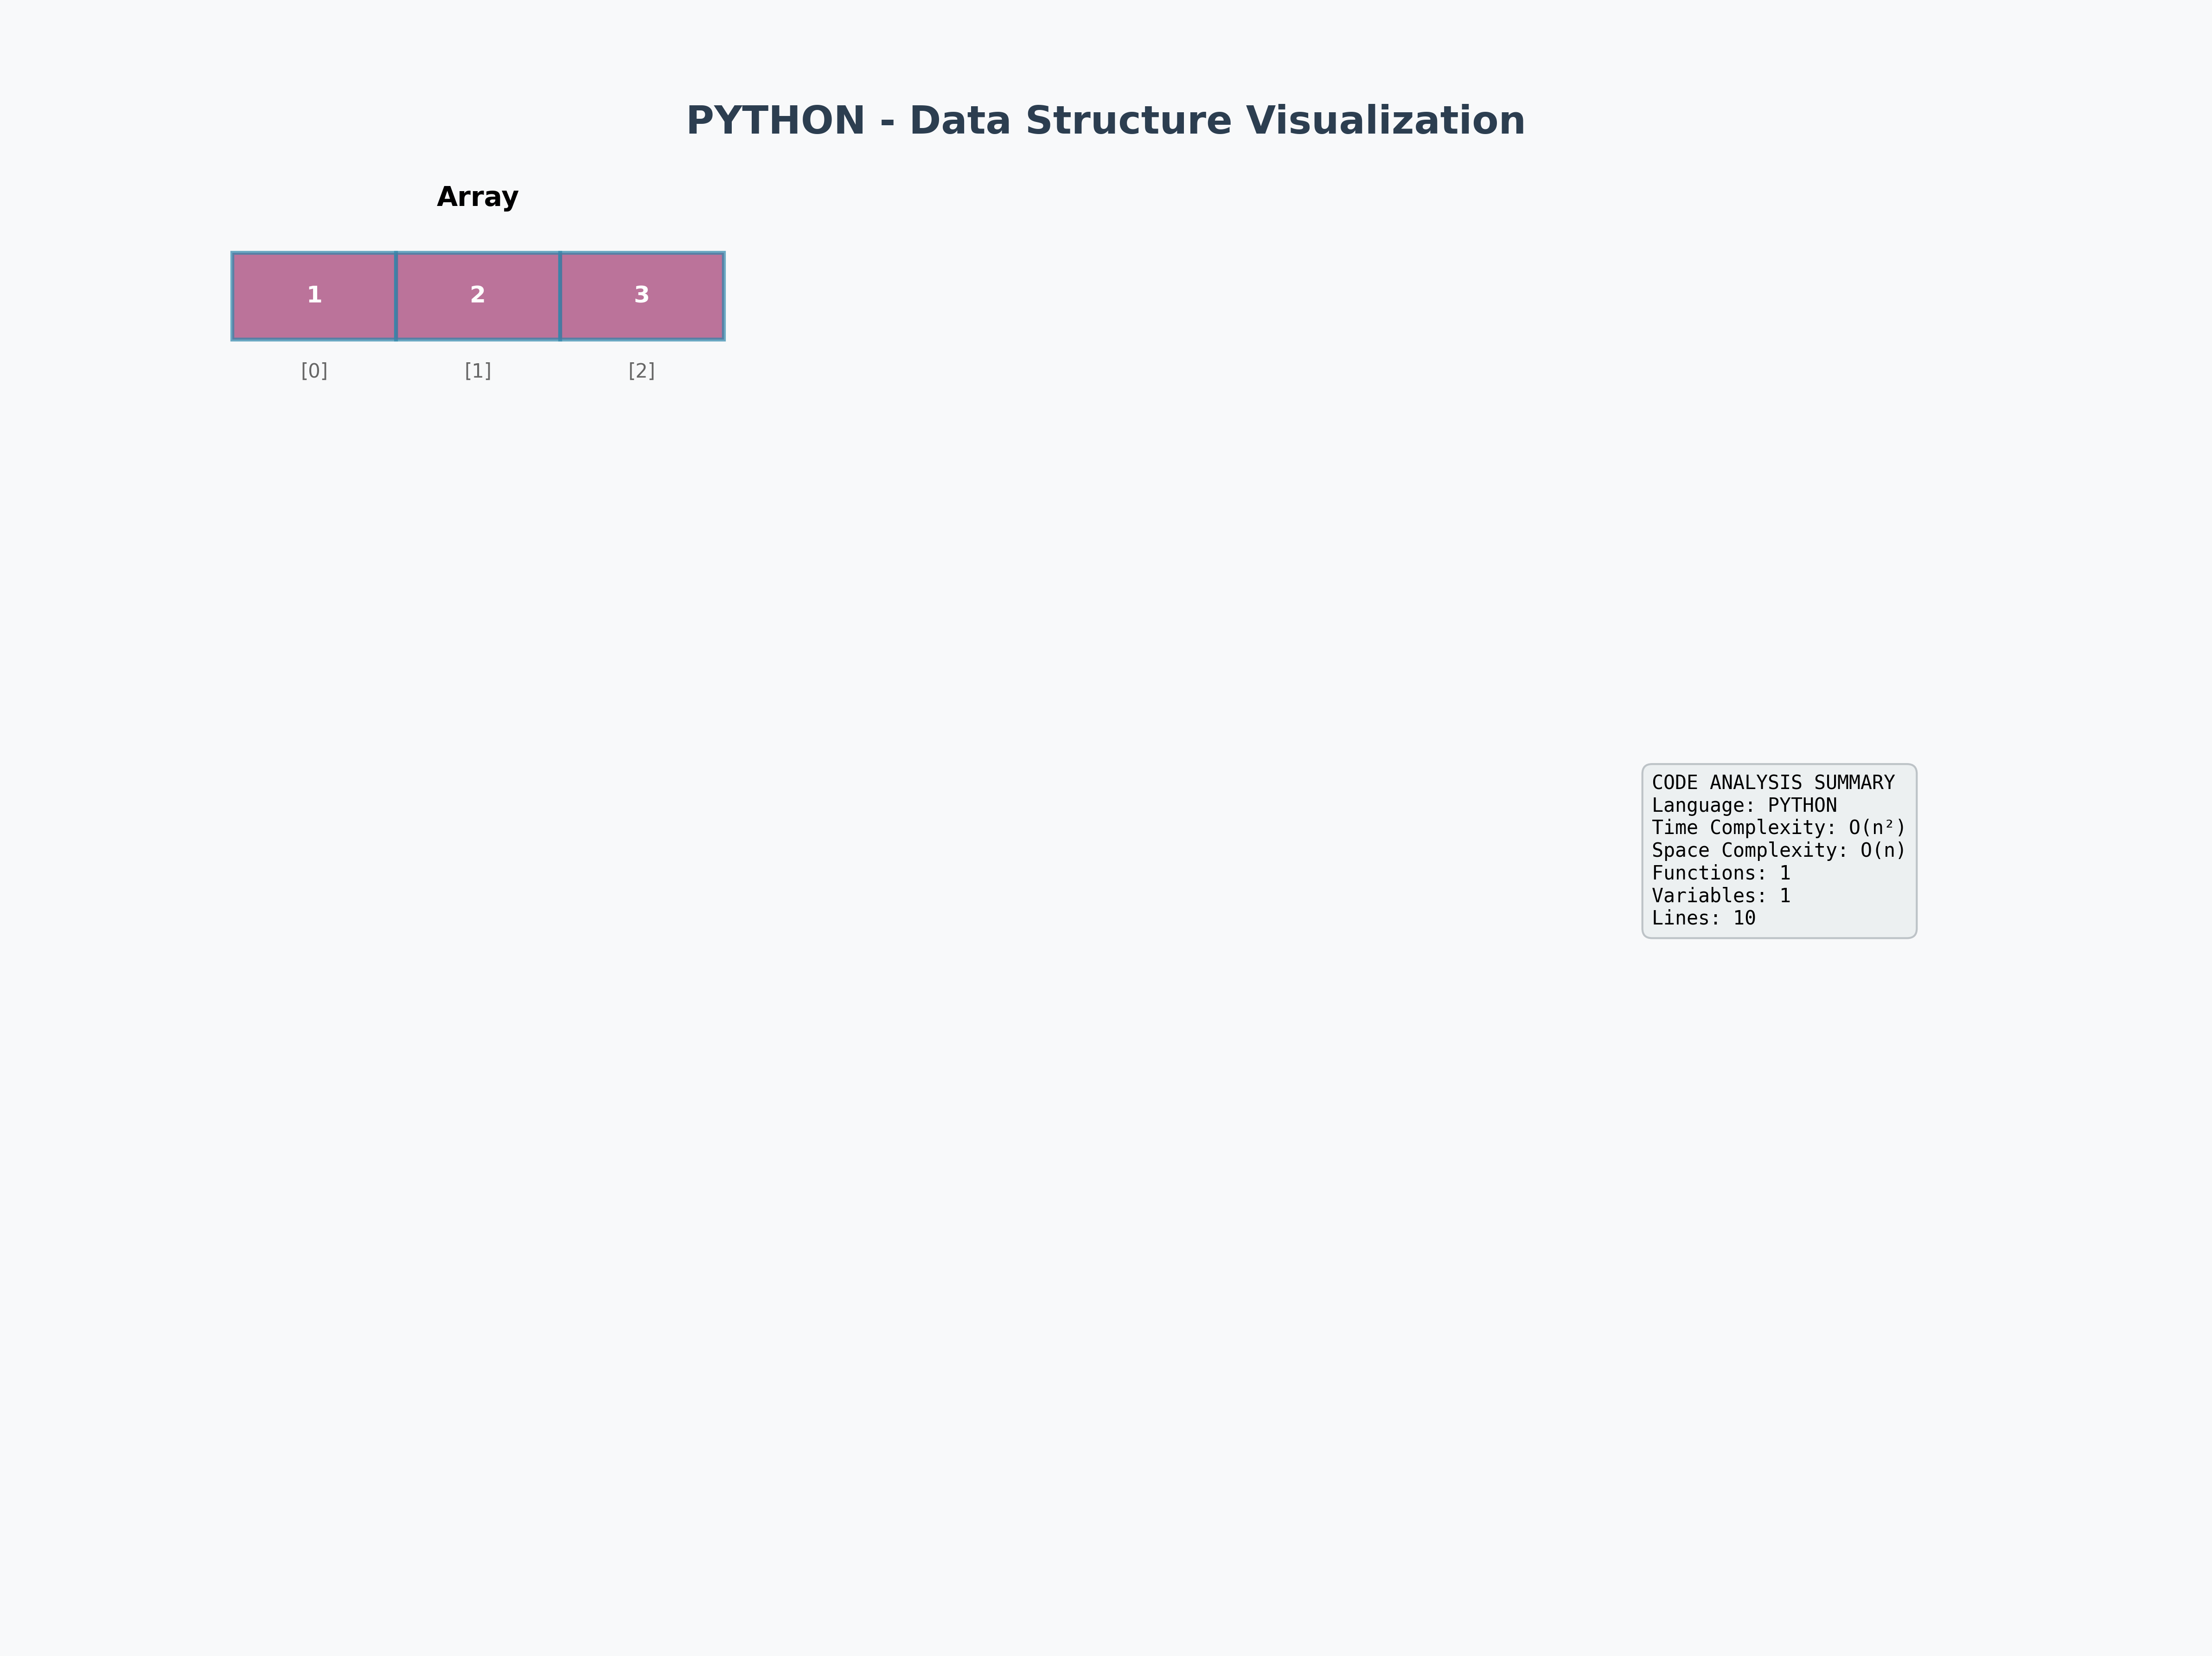 PYTHON - Data Structure Visualization
Array
1 2 3
[0] [1] [2]
CODE ANALYSIS SUMMARY
Language: PYTHON
Time Complexity: O(n²)
Space Complexity: O(n)
Functions: 1
Variables: 1
Lines: 10